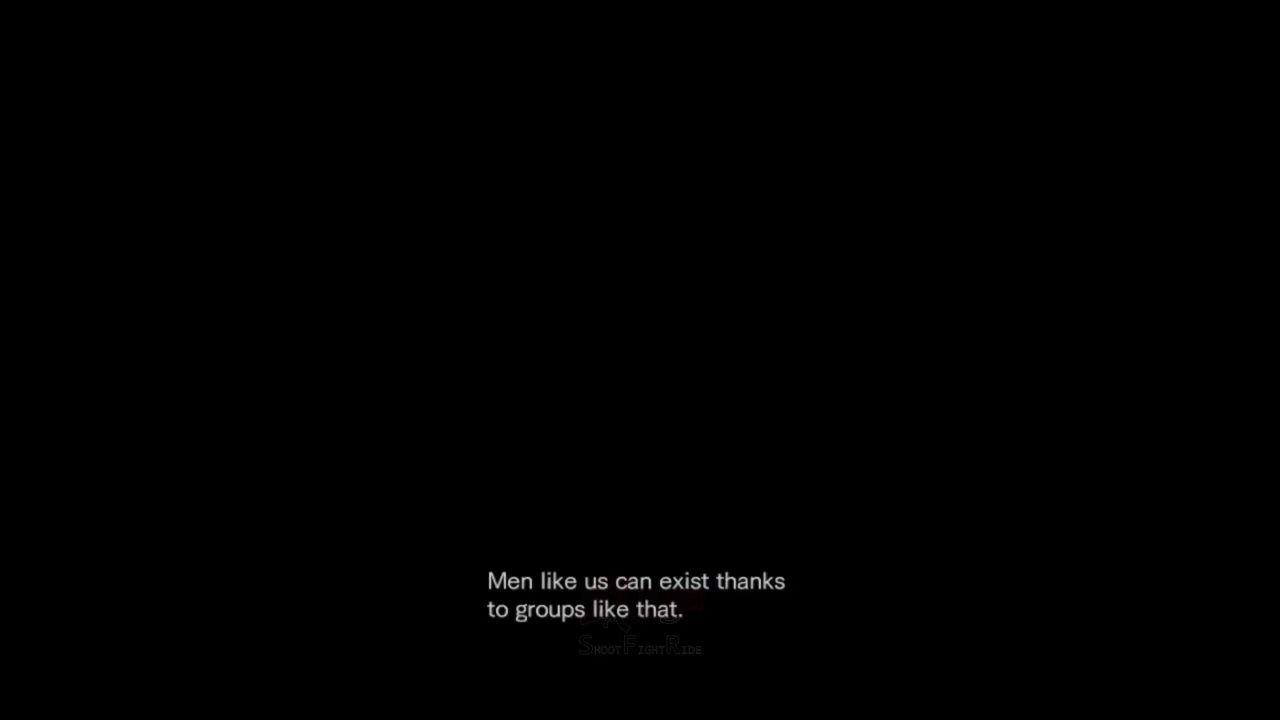 Men like us can exist thanks
to groups like that.
ShootFightRide